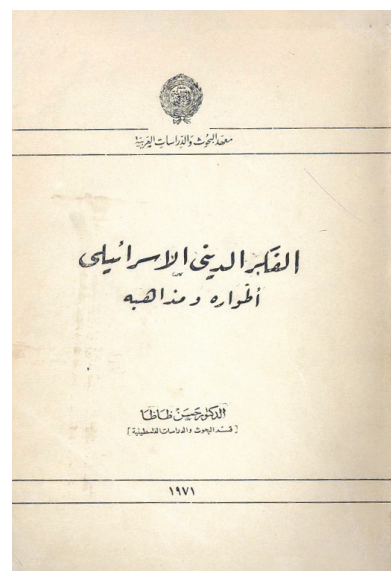 معهد البحوث والدراسات العربية
الفكر الديني الإسرائيلي
أطواره ومذاهبه
الدكتور حسن ظاظا
[ قسم البحوث والدراسات الفلسطينية ]
١٩٧١